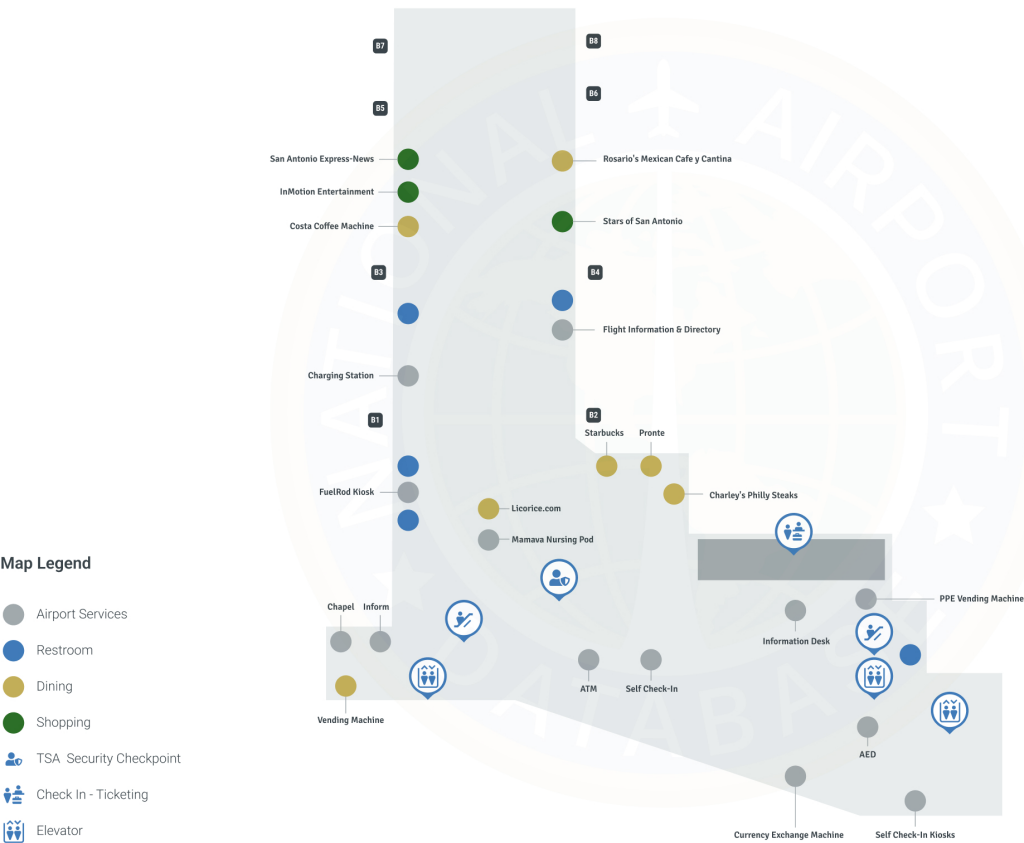 B7
B8
B5
B6
San Antonio Express-News
Rosario's Mexican Cafe y Cantina
InMotion Entertainment
Costa Coffee Machine
Stars of San Antonio
B3
B4
Flight Information & Directory
Charging Station
B1
B2
Starbucks
Pronte
FuelRod Kiosk
Charley's Philly Steaks
Licorice.com
Mamava Nursing Pod
Map Legend
Airport Services
Restroom
Dining
Shopping
TSA Security Checkpoint
Check In - Ticketing
Elevator
Chapel
Inform
Vending Machine
ATM
Self Check-In
Information Desk
PPE Vending Machine
AED
Currency Exchange Machine
Self Check-In Kiosks
NATIONAL AIRPORT
DATABASE